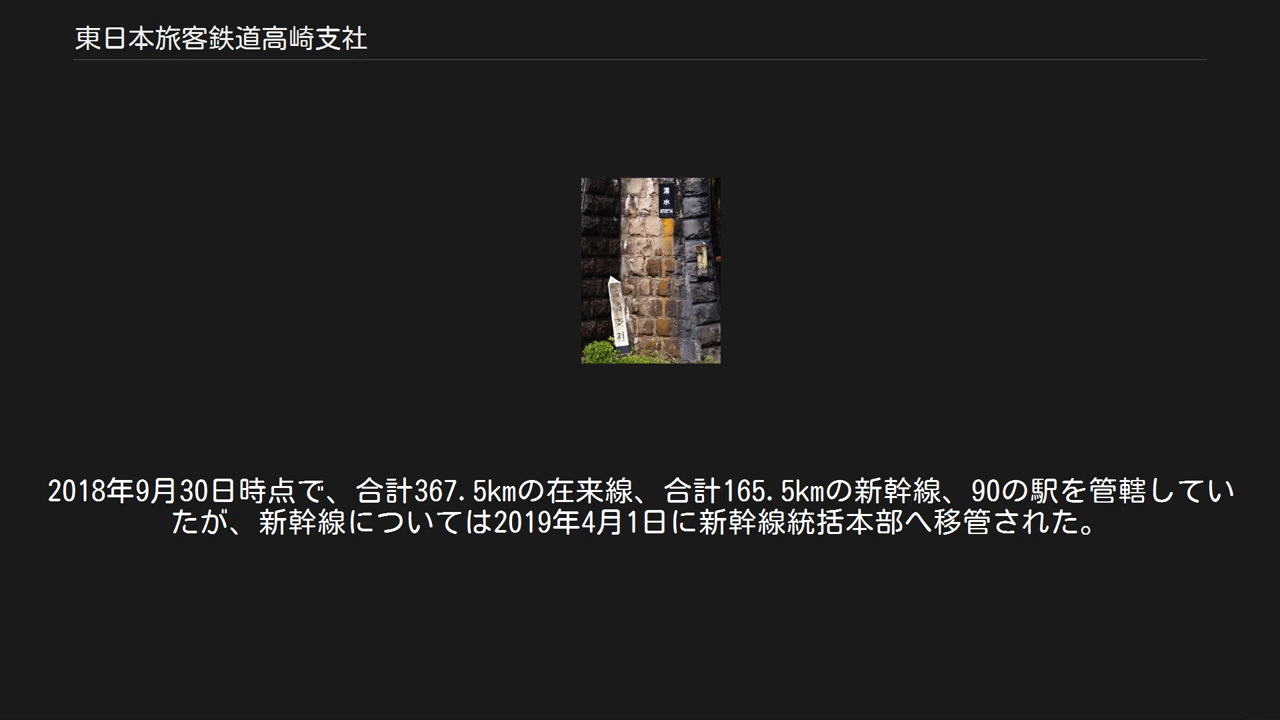 東日本旅客鉄道高崎支社
清
水
2018年9月30日時点で、合計367.5kmの在来線、合計165.5kmの新幹線、90の駅を管轄してい
たが、新幹線については2019年4月1日に新幹線統括本部へ移管された。